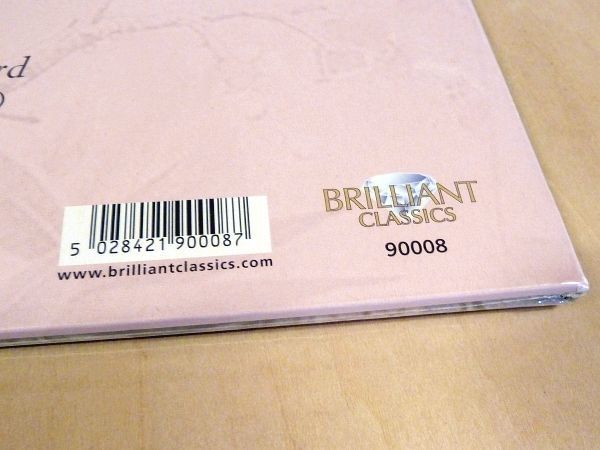 rd
)
BRILLIANT
CLASSICS
90008
5 028421 900087
www.brilliantclassics.com